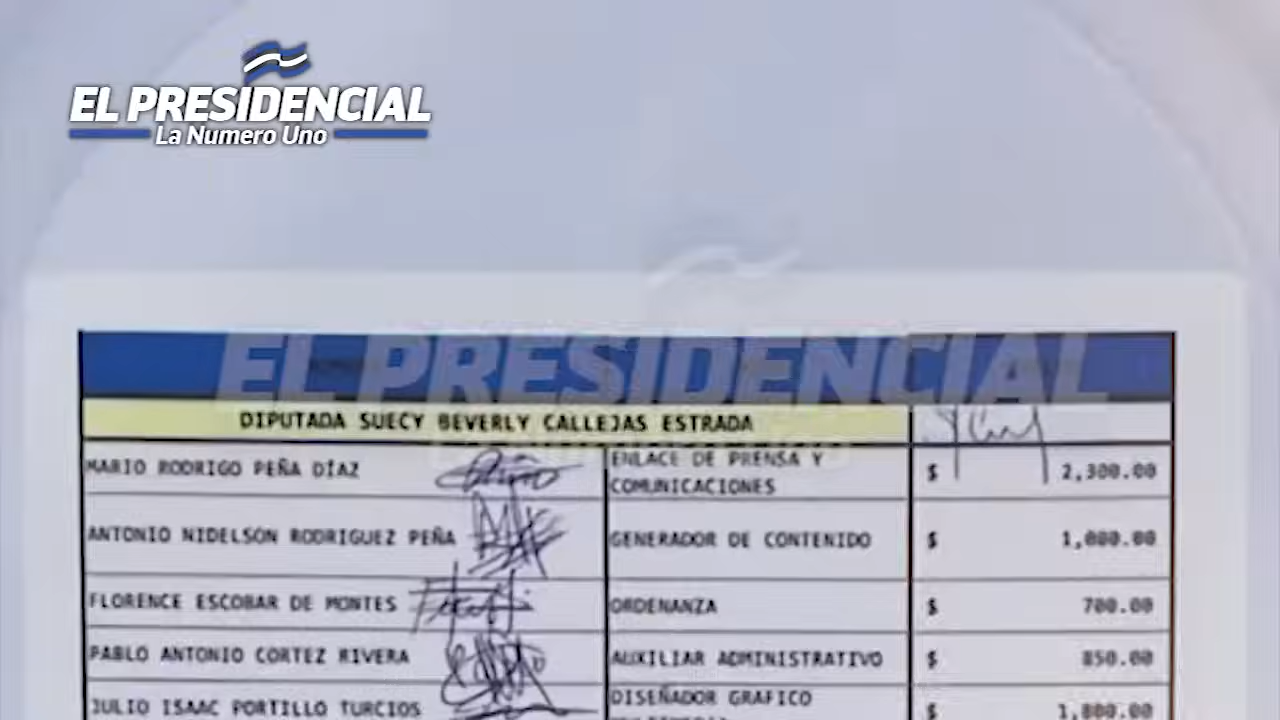 EL PRESIDENCIAL
La Numero Uno
EL PRESIDENCIAL
DIPUTADA SUECY BEVERLY CALLEJAS ESTRADA
MARIO RODRIGO PEÑA DÍAZ ENLACE DE PRENSA Y COMUNICACIONES $ 2,300.00
ANTONIO NIDELSON RODRIGUEZ PEÑA GENERADOR DE CONTENIDO $ 1,000.00
FLORENCE ESCOBAR DE MONTES ORDENANZA $ 700.00
PABLO ANTONIO CORTEZ RIVERA AUXILIAR ADMINISTRATIVO $ 850.00
JULIO ISAAC PORTILLO TURCIOS DISEÑADOR GRAFICO $ 1,800.00